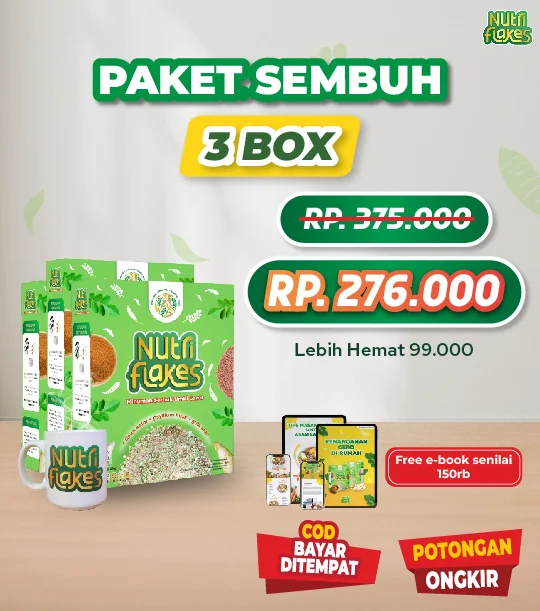 Nutri
flakes
PAKET SEMBUH
3 BOX
RP. 375.000
RP. 276.000
Lebih Hemat 99.000
Nutri
flakes
Nutri
flakes
PENANGANAN
GERD
DI RUMAH
Free e-book senilai
150rb
COD
BAYAR
DITEMPAT
POTONGAN
ONGKIR